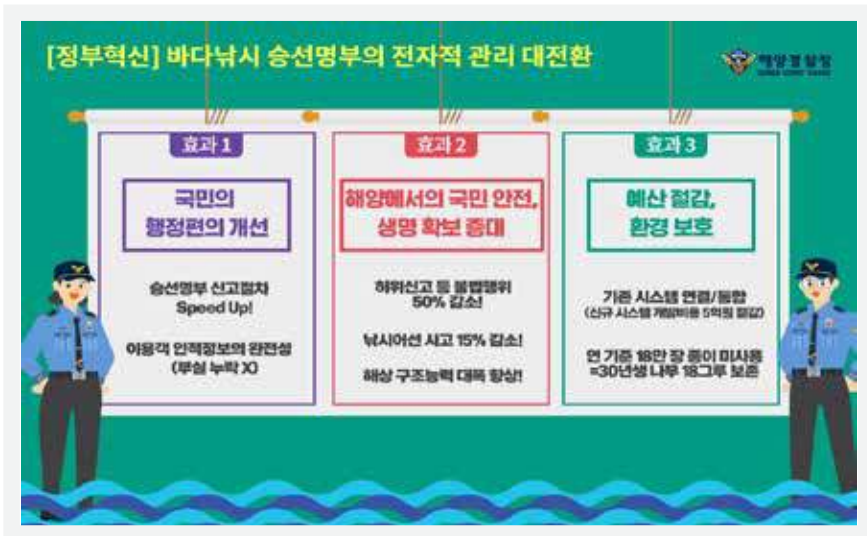 [정부혁신] 바다낚시 승선명부의 전자적 관리 대전환
해양경찰청
효과 1
국민의
행정편의 개선
승선명부 신고절차
Speed Up!
이용객 인적정보의 완전성
(부실 누락 X)
효과 2
해양에서의 국민 안전,
생명 확보 증대
허위신고 등 불법행위
50% 감소!
낚시어선 사고 15% 감소!
해상 구조능력 대폭 향상!
효과 3
예산 절감,
환경 보호
기존 시스템 연결/통합
(신규 시스템 개발비용 5억원 절감)
연 기준 18만 장 종이 미사용
=30년생 나무 18그루 보존